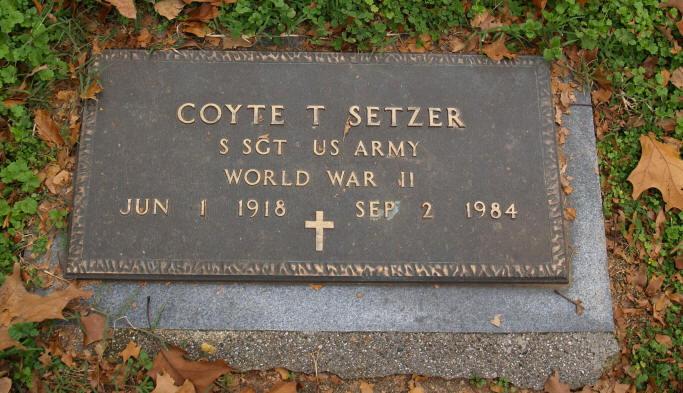 COYTE T SETZER
S SGT US ARMY
WORLD WAR II
JUN 1 1918 SEP 2 1984